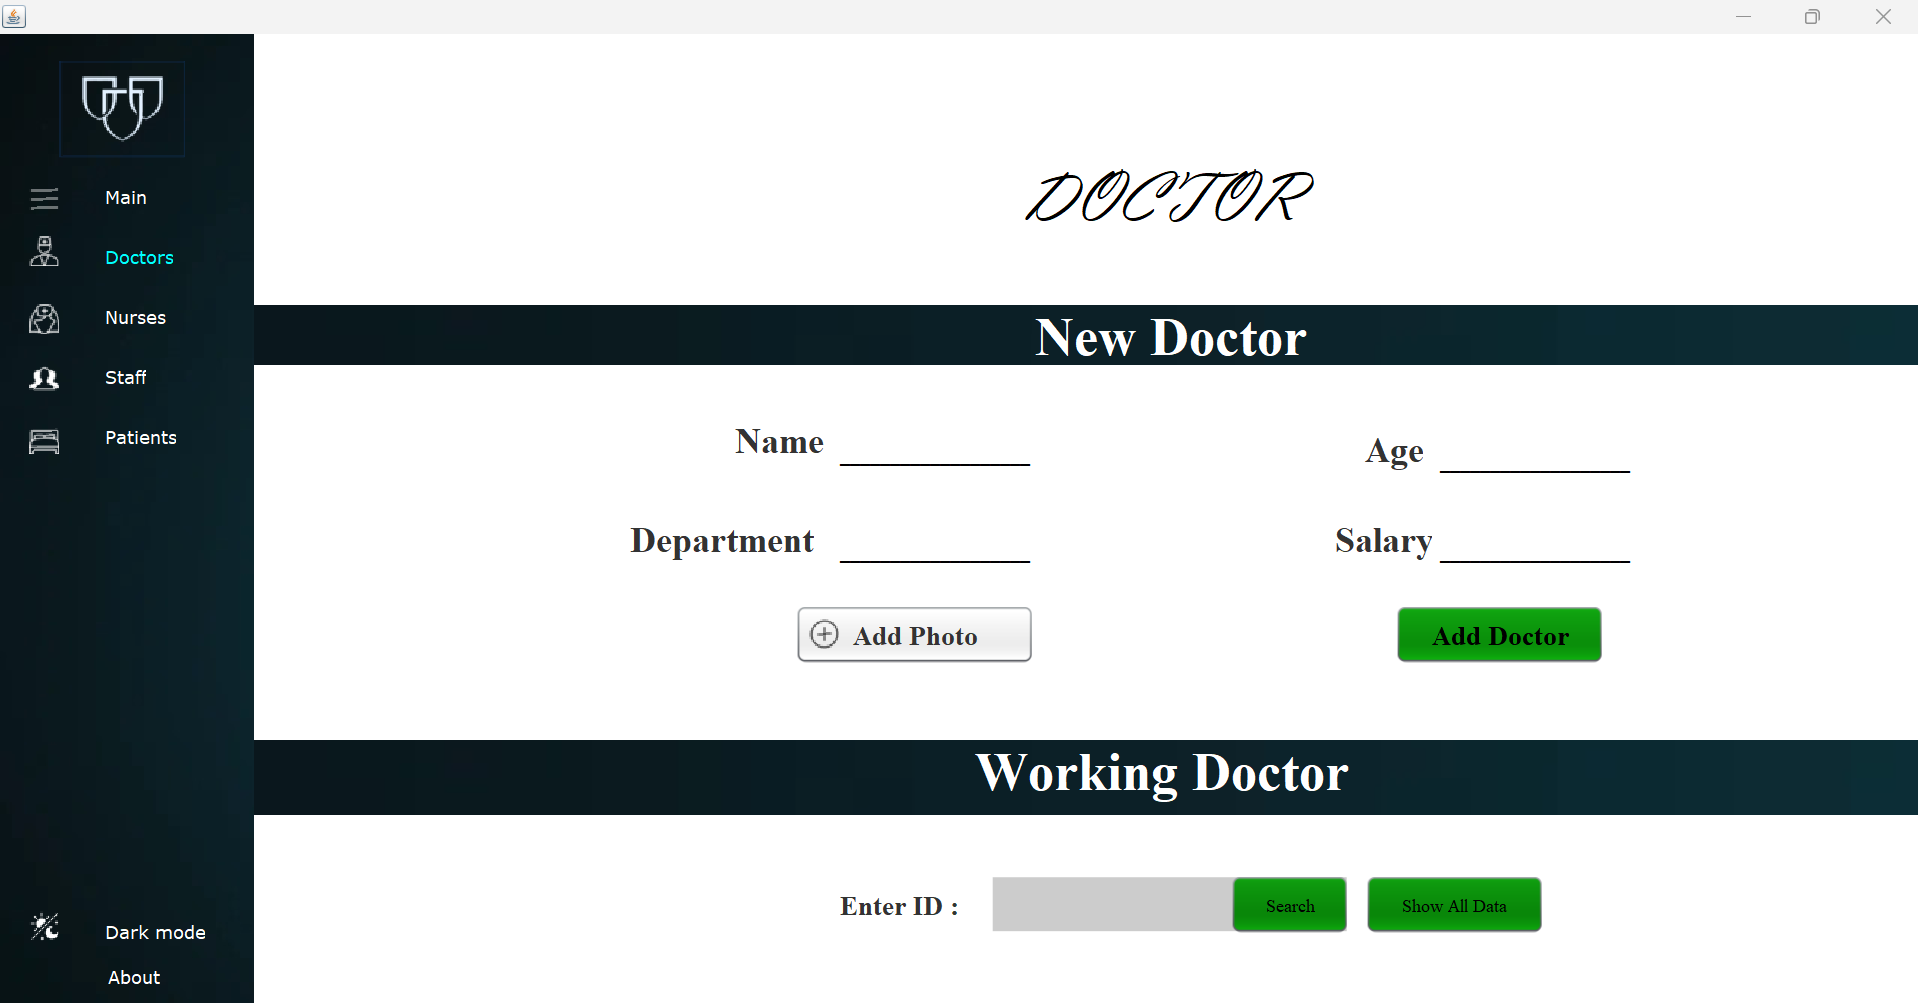 Main
Doctors
Nurses
Staff
Patients
Dark mode
About
DOCTOR
New Doctor
Name
Age
Department
Salary
Add Photo
Add Doctor
Working Doctor
Enter ID :
Search
Show All Data